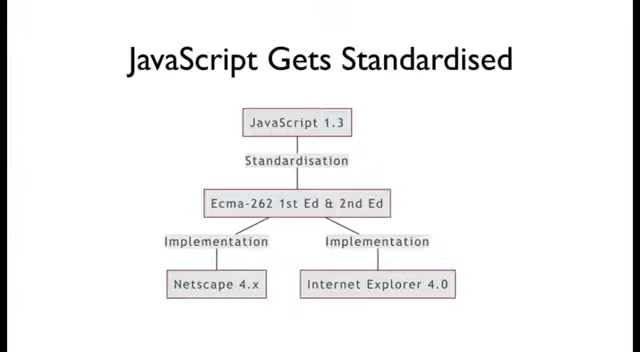 JavaScript Gets Standardised
JavaScript 1.3
Standardisation
Ecma-262 1st Ed & 2nd Ed
Implementation
Implementation
Netscape 4.x
Internet Explorer 4.0